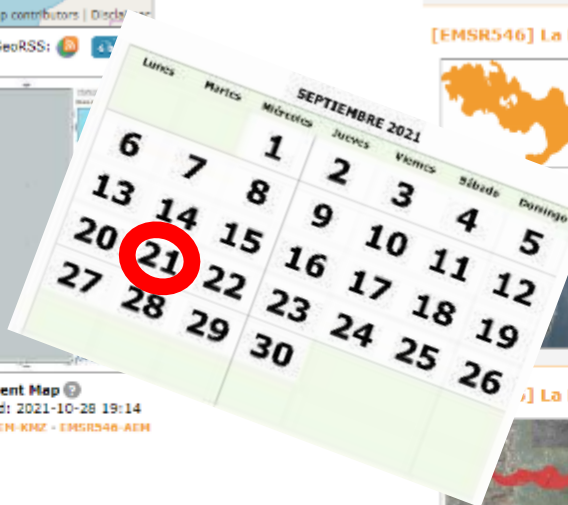 p contributors | Disclaimer
GeoRSS:
[EMSR546] La
SEPTIEMBRE 2021
Lunes Martes Miércoles Jueves Viernes Sábado Domingo
1 2 3 4 5
6 7 8 9 10 11 12
13 14 15 16 17 18 19
20 21 22 23 24 25 26
27 28 29 30
ent Map ?
d: 2021-10-28 19:14
EM-KMZ - EMSR546-AEM
] La